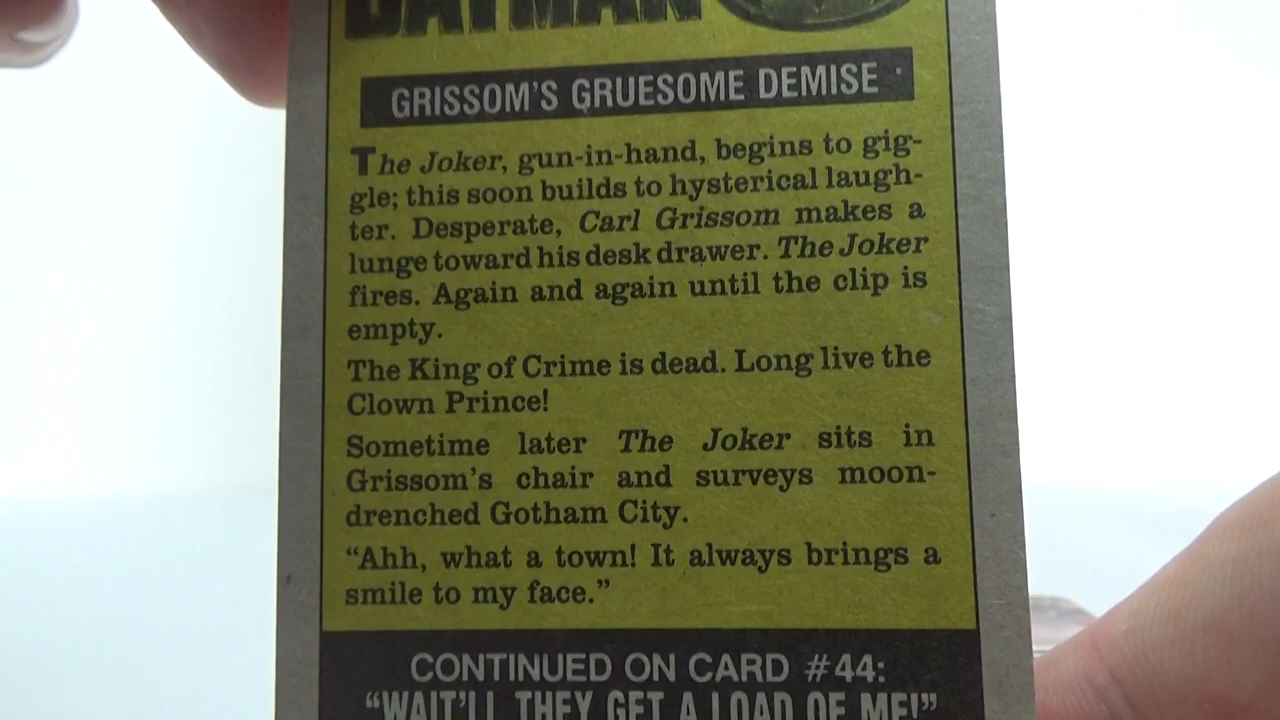 BATMAN
GRISSOM'S GRUESOME DEMISE
The Joker, gun-in-hand, begins to gig-
gle; this soon builds to hysterical laugh-
ter. Desperate, Carl Grissom makes a
lunge toward his desk drawer. The Joker
fires. Again and again until the clip is
empty.
The King of Crime is dead. Long live the
Clown Prince!
Sometime later The Joker sits in
Grissom's chair and surveys moon-
drenched Gotham City.
“Ahh, what a town! It always brings a
smile to my face.”
CONTINUED ON CARD #44:
“WAIT'LL THEY GET A LOAD OF ME!”